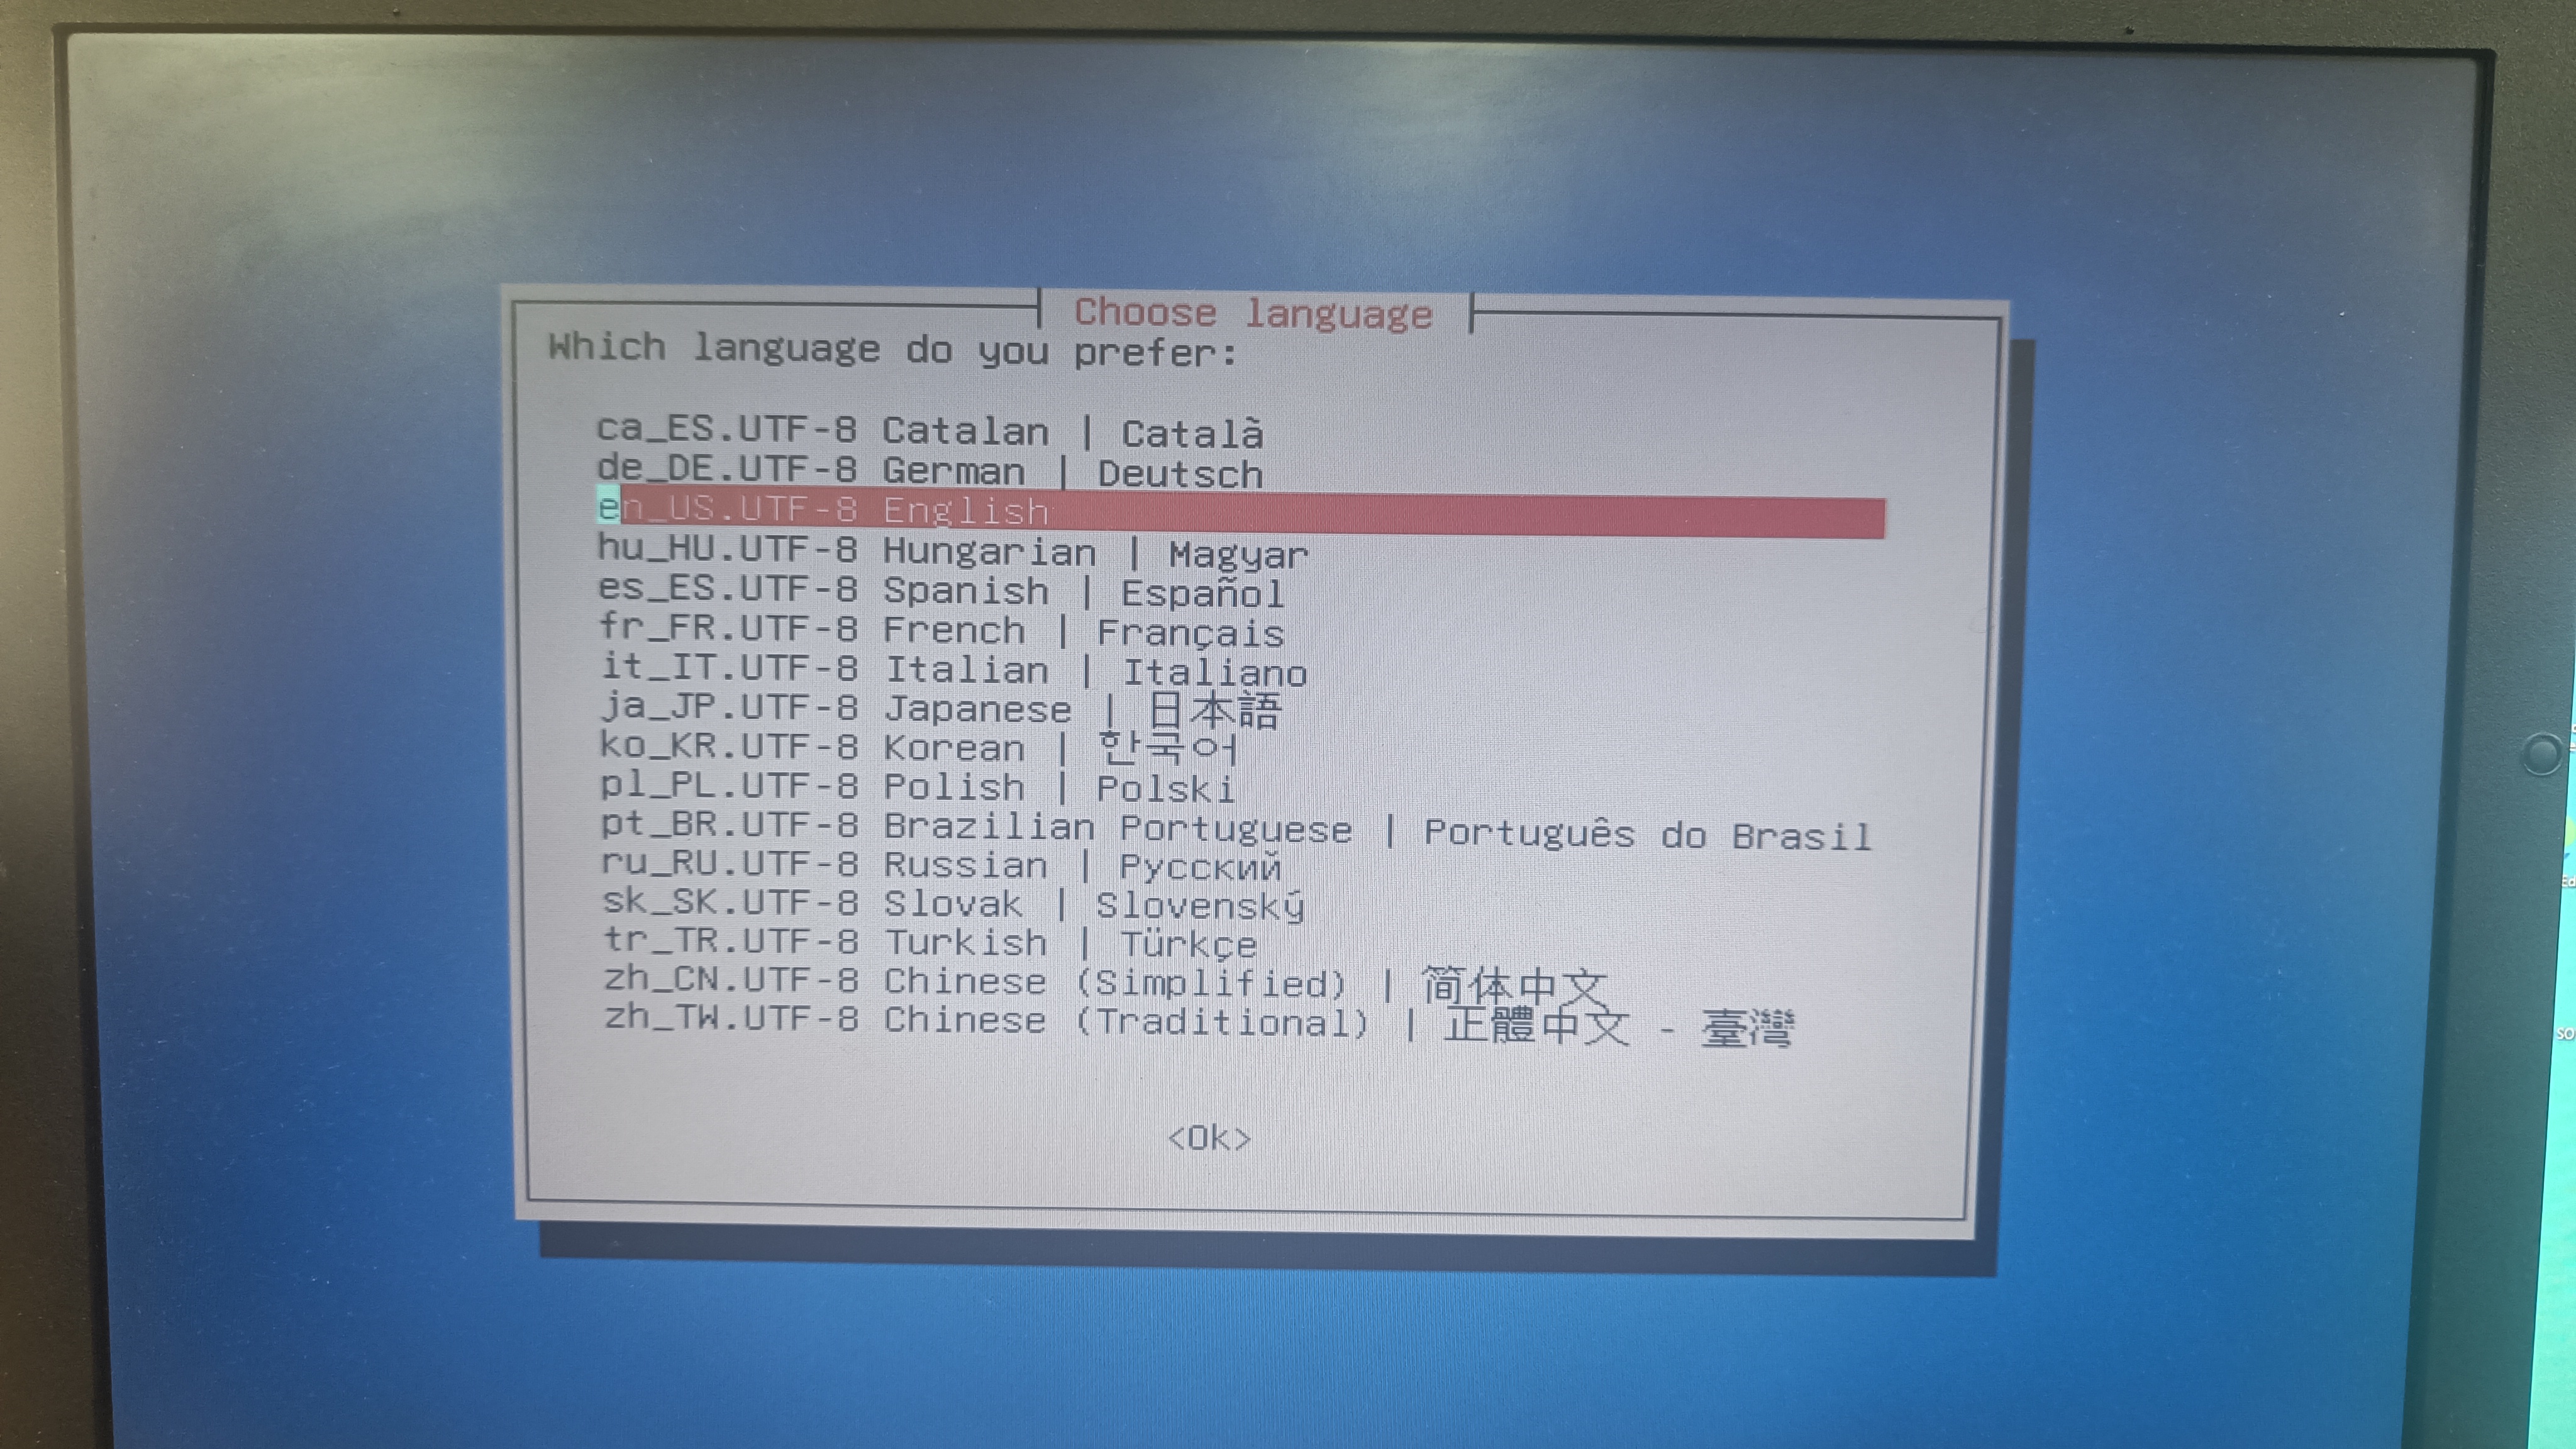 Choose language
Which language do you prefer:
ca_ES.UTF-8 Catalan | Català
de_DE.UTF-8 German | Deutsch
en_US.UTF-8 English
hu_HU.UTF-8 Hungarian | Magyar
es_ES.UTF-8 Spanish | Español
fr_FR.UTF-8 French | Français
it_IT.UTF-8 Italian | Italiano
ja_JP.UTF-8 Japanese | 日本語
ko_KR.UTF-8 Korean | 한국어
pl_PL.UTF-8 Polish | Polski
pt_BR.UTF-8 Brazilian Portuguese | Português do Brasil
ru_RU.UTF-8 Russian | Русский
sk_SK.UTF-8 Slovak | Slovenský
tr_TR.UTF-8 Turkish | Türkçe
zh_CN.UTF-8 Chinese (Simplified) | 简体中文
zh_TW.UTF-8 Chinese (Traditional) | 正體中文 - 臺灣
<Ok>